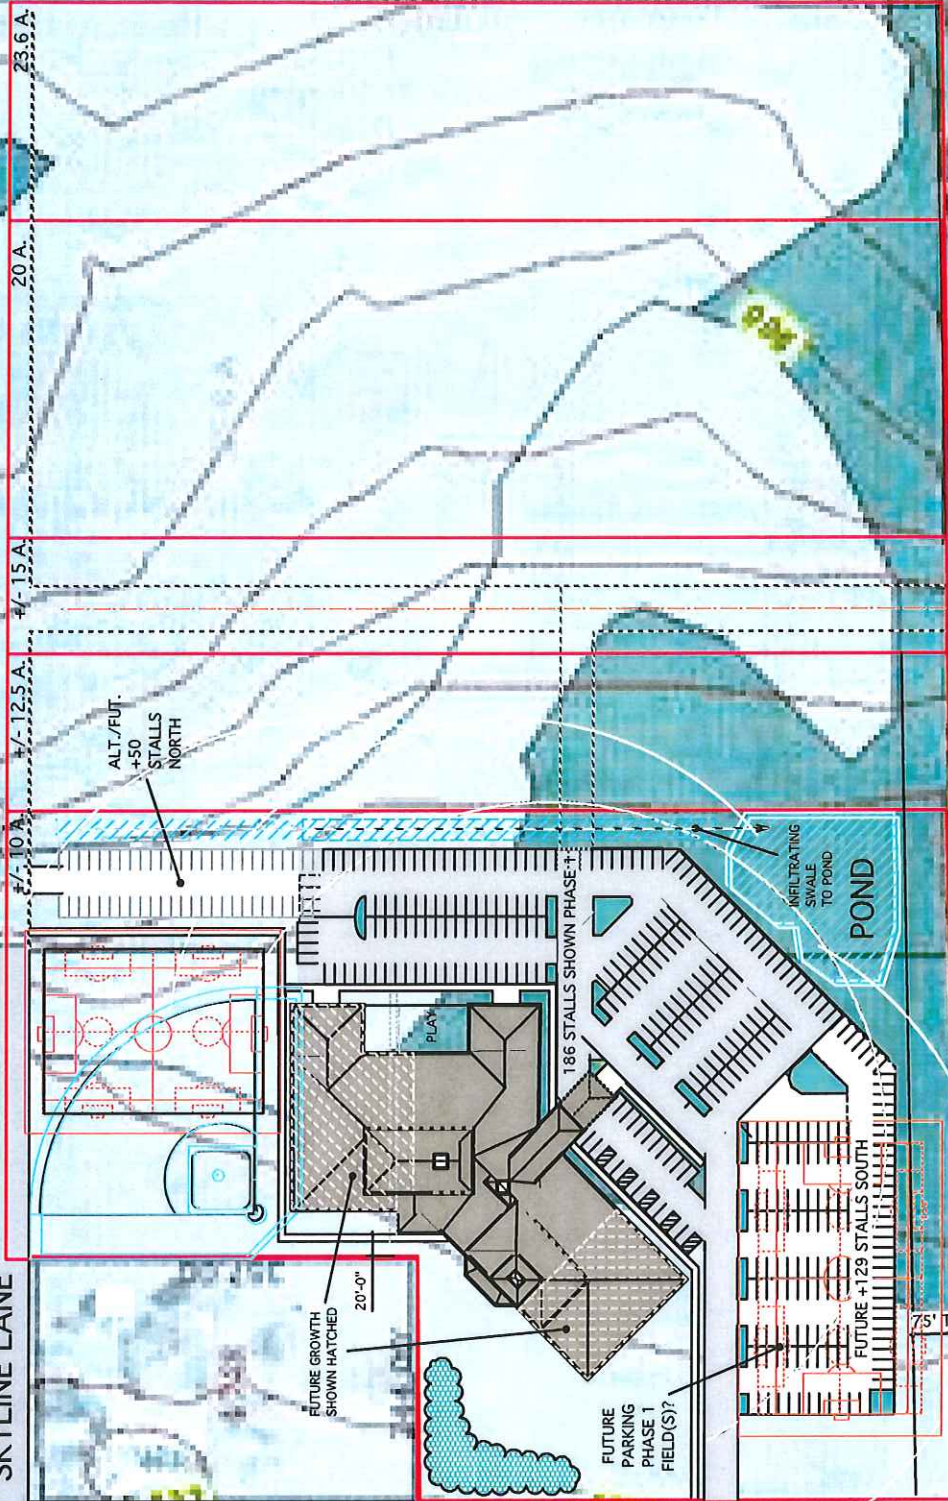 SKYLINE LANE
+/- 10 A.
+/- 12.5 A.
+/- 15 A.
20 A.
23.6 A.
ALT./FUT.
+50
STALLS
NORTH
PLAY
186 STALLS SHOWN PHASE 1
INFILTRATING
SWALE
TO POND
POND
20'-0"
FUTURE GROWTH
SHOWN HATCHED
FUTURE
PARKING
PHASE 1
FIELD(S)?
FUTURE +129 STALLS SOUTH